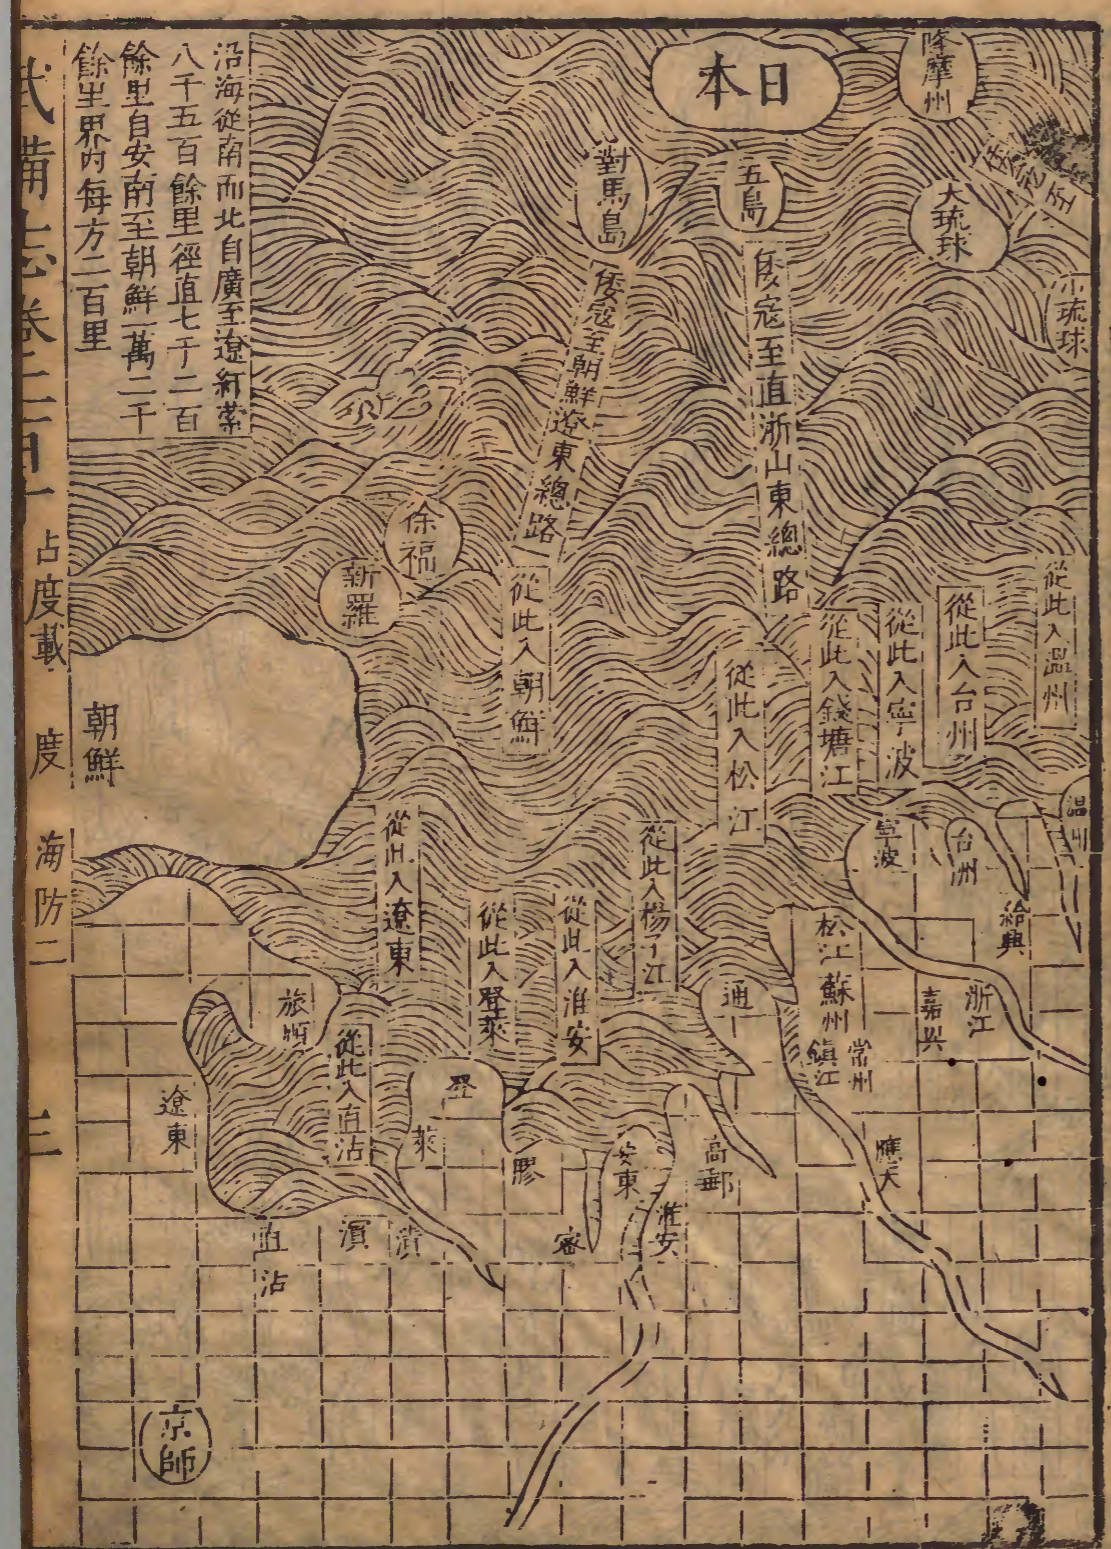 沿海從南而北自廣至遼紆縈
八千五百餘里徑直七千二百
餘里自安南至朝鮮一萬二千
餘里界內每方二百里
日本
薩摩州
對馬島
五島
大琉球
小琉球
倭寇至朝鮮遼東總路
倭寇至直浙山東總路
徐福
新羅
朝鮮
從此入朝鮮
從此入溫州
從此入台州
從此入寧波
從此入錢塘江
從此入松江
從此入楊子江
從此入淮安
從此入登萊
從此入遼東
從此入直沽
温州
台州
寧波
紹興
浙江
嘉興
松江
蘇州
常州
鎮江
應天
通
高郵
淮安
安東
密
膠
登
萊
旅順
遼東
直沽
濵
京師
占度載
度
海防二
三